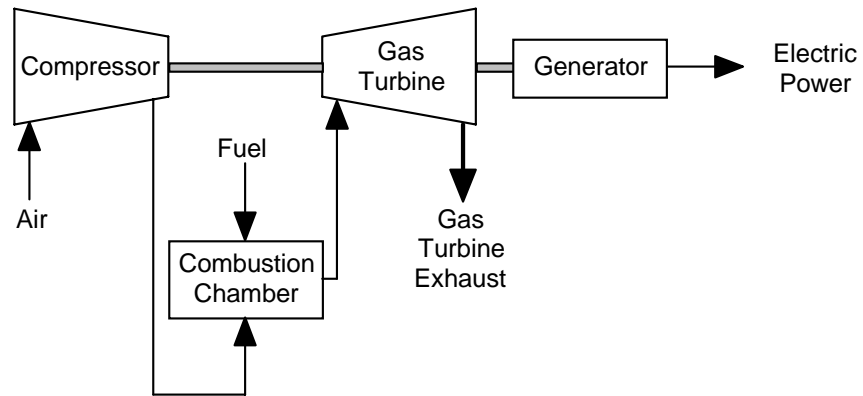 Compressor
Gas
Turbine
Generator
Electric
Power
Air
Fuel
Combustion
Chamber
Gas
Turbine
Exhaust